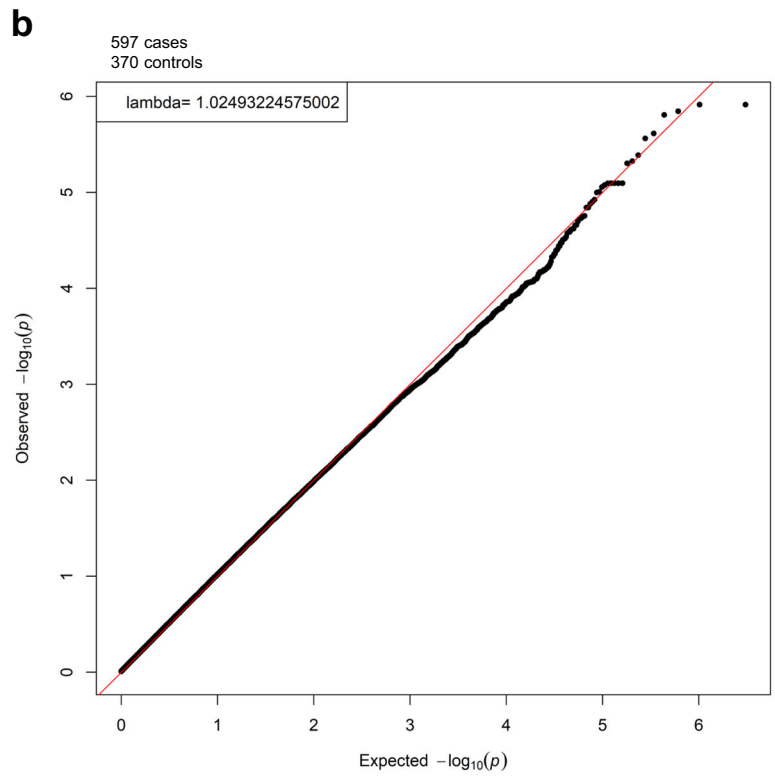 b
597 cases
370 controls
lambda= 1.02493224575002
6
5
4
3
2
1
0
Observed −log₁₀(p)
0 1 2 3 4 5 6
Expected −log₁₀(p)